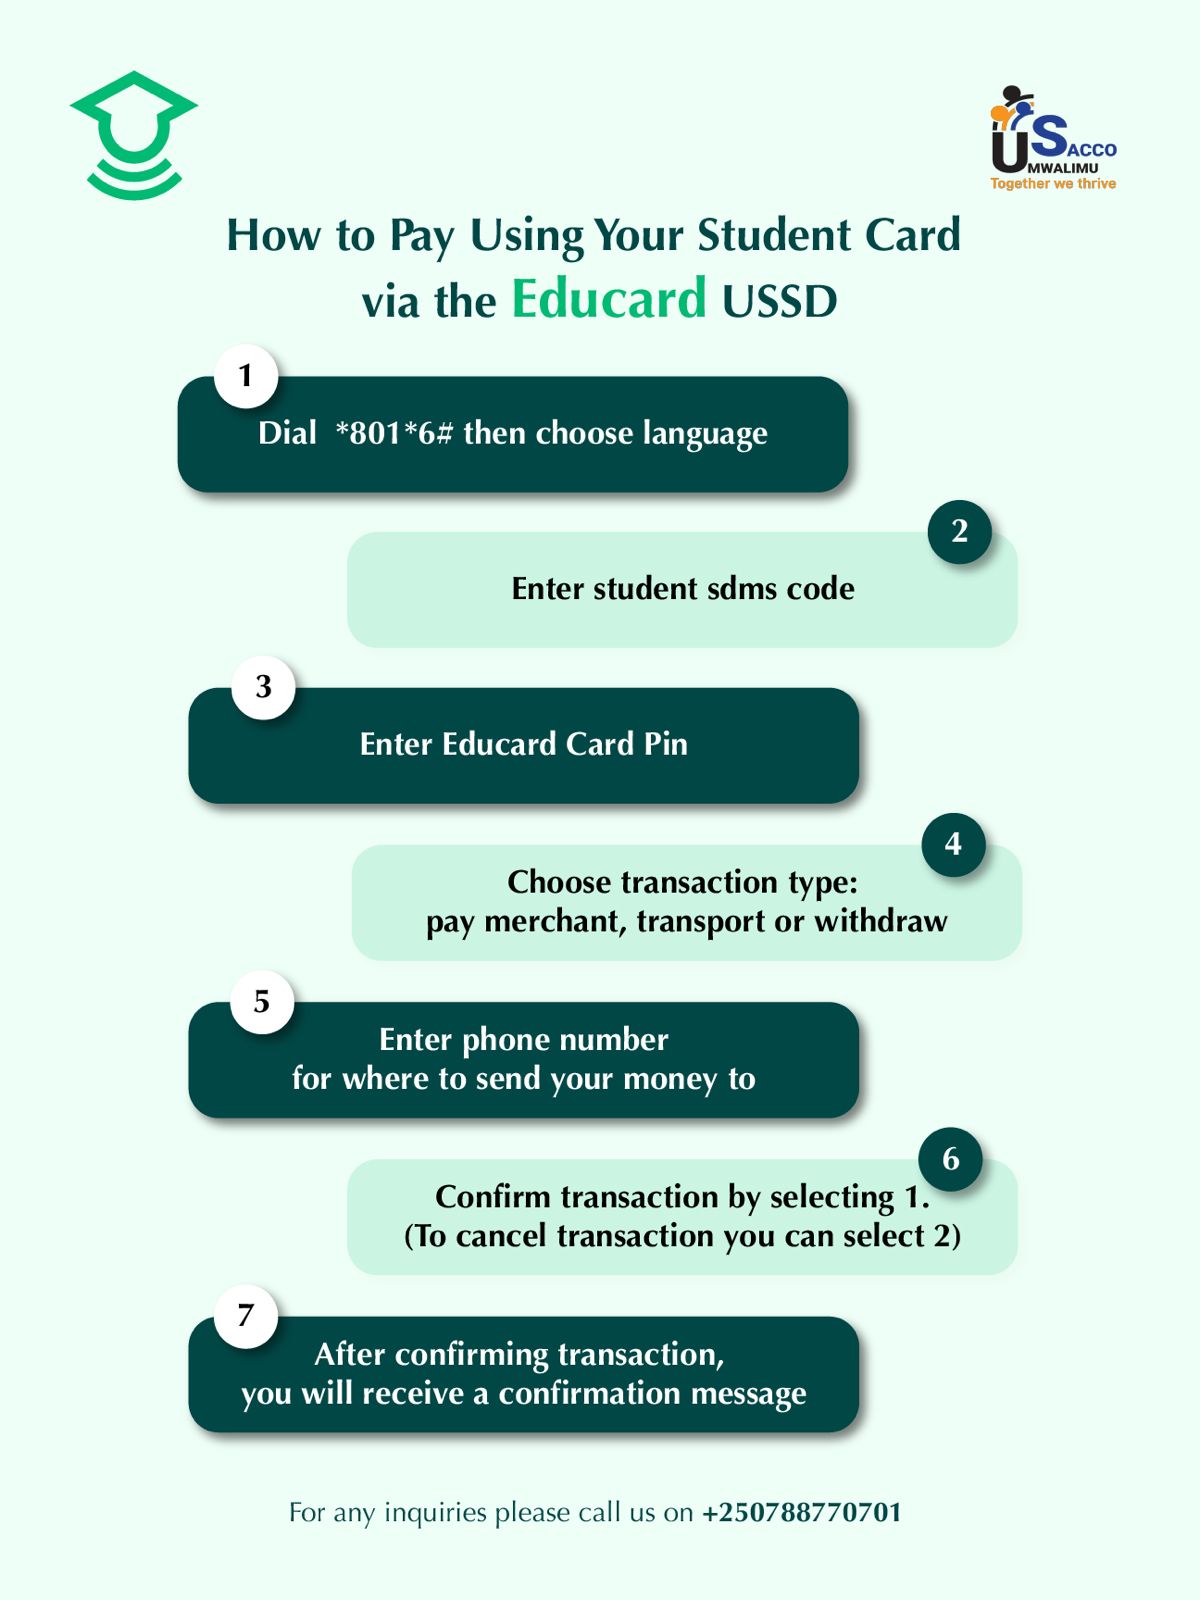 US ACCO
MWALIMU
Together we thrive
How to Pay Using Your Student Card
via the Educard USSD
1
Dial *801*6# then choose language
2
Enter student sdms code
3
Enter Educard Card Pin
4
Choose transaction type:
pay merchant, transport or withdraw
5
Enter phone number
for where to send your money to
6
Confirm transaction by selecting 1.
(To cancel transaction you can select 2)
7
After confirming transaction,
you will receive a confirmation message
For any inquiries please call us on +250788770701